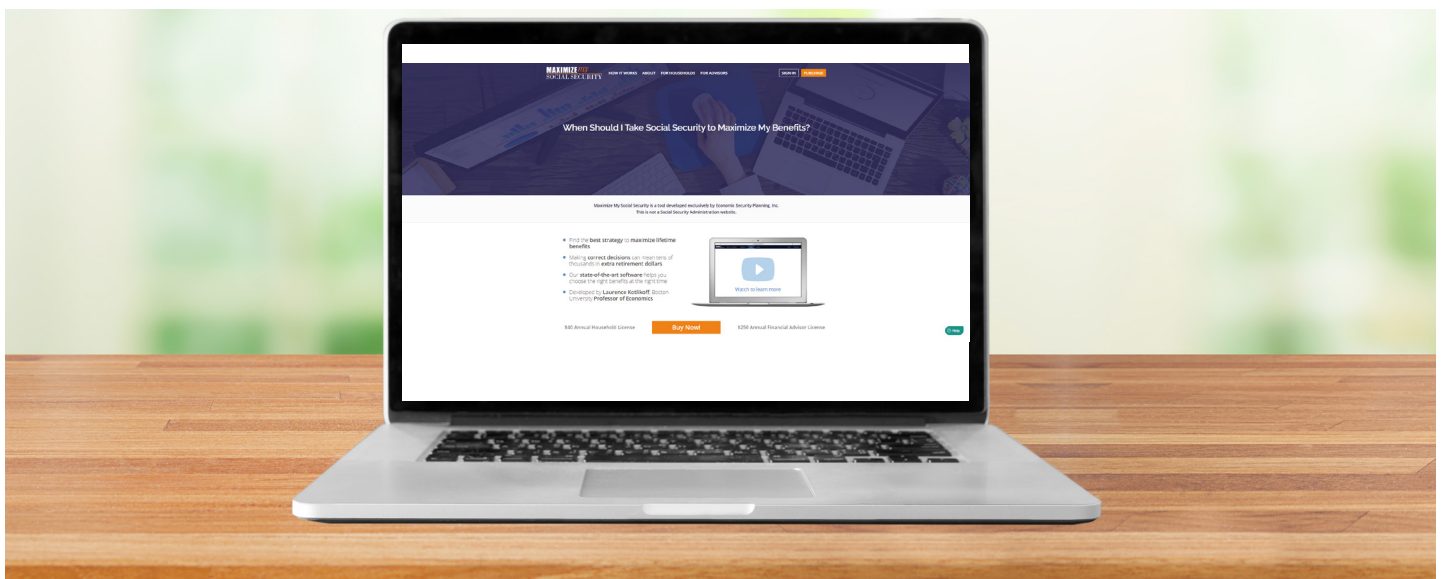 MAXIMIZE MY
SOCIAL SECURITY
HOW IT WORKS ABOUT FOR HOUSEHOLDS FOR ADVISORS
SIGN IN PURCHASE
When Should I Take Social Security to Maximize My Benefits?
Maximize My Social Security is a tool developed exclusively by Economic Security Planning, Inc.
This is not a Social Security Administration website.
Find the best strategy to maximize lifetime
benefits
Making correct decisions can mean tens of
thousands in extra retirement dollars
Our state-of-the-art software helps you
choose the right benefits at the right time
Developed by Laurence Kotlikoff, Boston
University Professor of Economics
Watch to learn more
$40 Annual Household License
Buy Now!
$250 Annual Financial Advisor License
Help